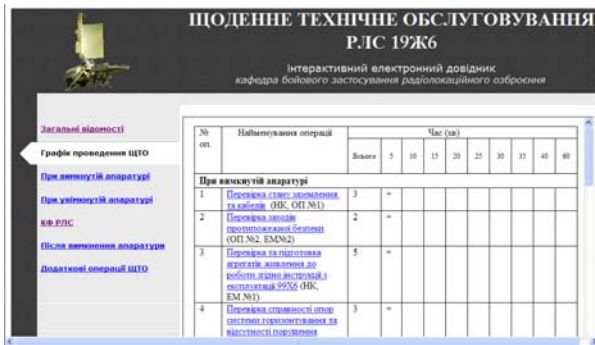 ЩОДЕННЕ ТЕХНІЧНЕ ОБСЛУГОВУВАННЯ
РЛС 19Ж6
інтерактивний електронний довідник
кафедра бойового застосування радіолокаційного озброєння
Загальні відомості
Графік проведення ЩТО
При вимкнутій апаратурі
При увімкнутій апаратурі
КФ РЛС
Після вимкнення апаратури
Додаткові операції ЩТО
№ оп. Найменування операції Час (хв)
Всього 5 10 15 20 25 30 35 40 60
При вимкнутій апаратурі
1 Перевірка стану заземлення 3 +
та кабелів (НК, ОП №1)
2 Перевірка заходів 2 +
протипожежної безпеки
(ОП №2, ЕМ№2)
3 Перевірка та підготовка 5 +
агрегатів живлення до
роботи згідно інструкції з
експлуатації 99Х6 (НК,
ЕМ №1).
4 Перевірка справності опор 3 +
системи горизонтування та
відсутності порушення